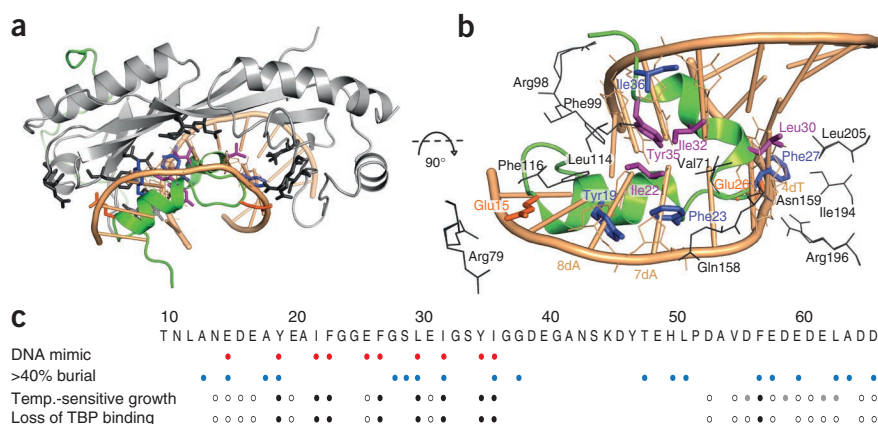 a
b
Arg98
Ile36
Phe99
Leu30
Leu205
Ile32
Tyr35
90°
Phe116
Leu114
Val71
Phe27
Ile22
Glu26
4dT
Tyr19
Asn159
Glu15
Ile194
Phe23
Arg79
Arg196
8dA
7dA
Gln158
c
10 20 30 40 50 60
T N L A N E D E A Y E A I F G G E F G S L E I G S Y I G G D E G A N S K D Y T E H L P D A V D F E D E D E L A D D
DNA mimic
>40% burial
Temp.-sensitive growth
Loss of TBP binding